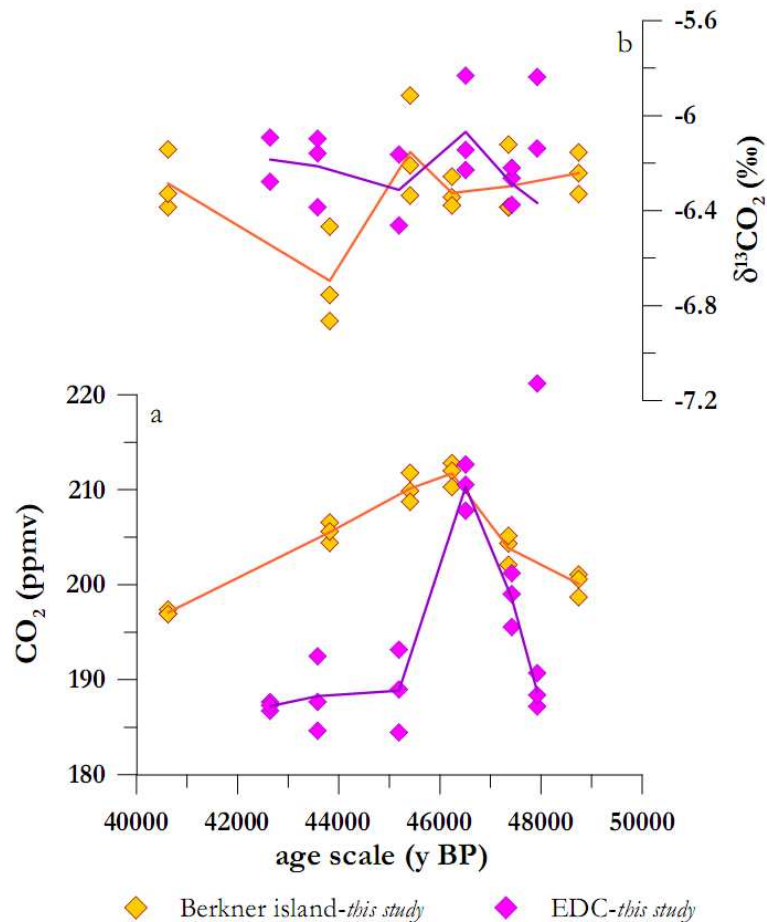 b
-5.6
-6
-6.4
-6.8
-7.2
δ¹³CO₂ (‰)
a
220
210
200
190
180
CO₂ (ppmv)
40000 42000 44000 46000 48000 50000
age scale (y BP)
Berkner island-this study EDC-this study